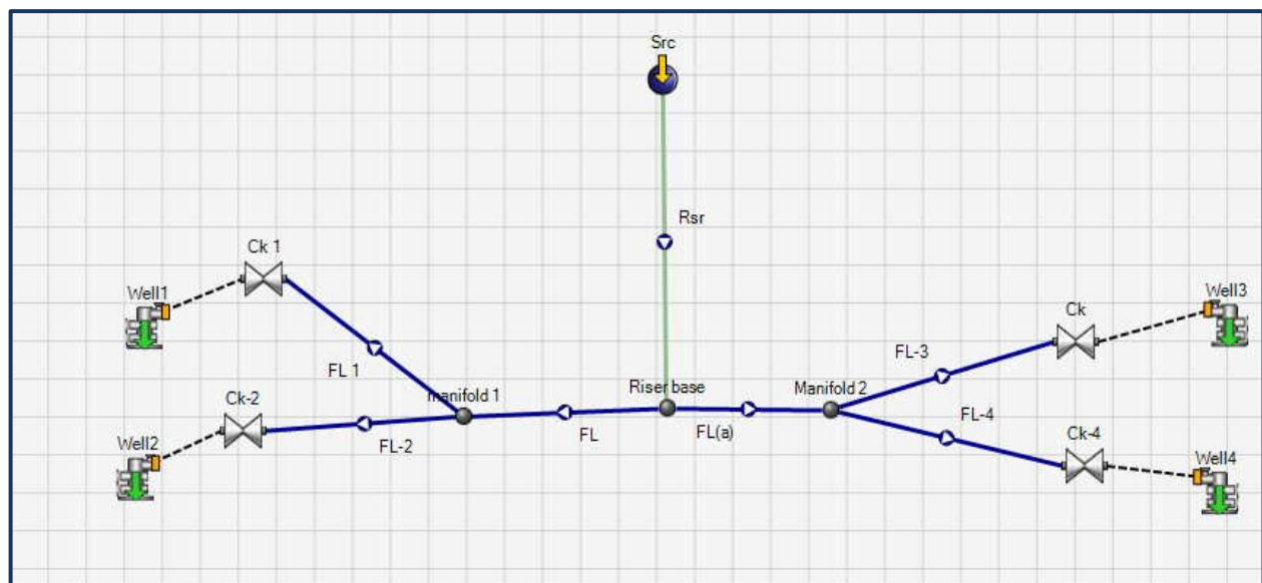 Src
Rsr
Ck 1
Well1
FL 1
Ck-2
manifold 1
Well2
FL-2
FL
Riser base
FL(a)
Manifold 2
FL-3
Ck
Well3
FL-4
Ck-4
Well4